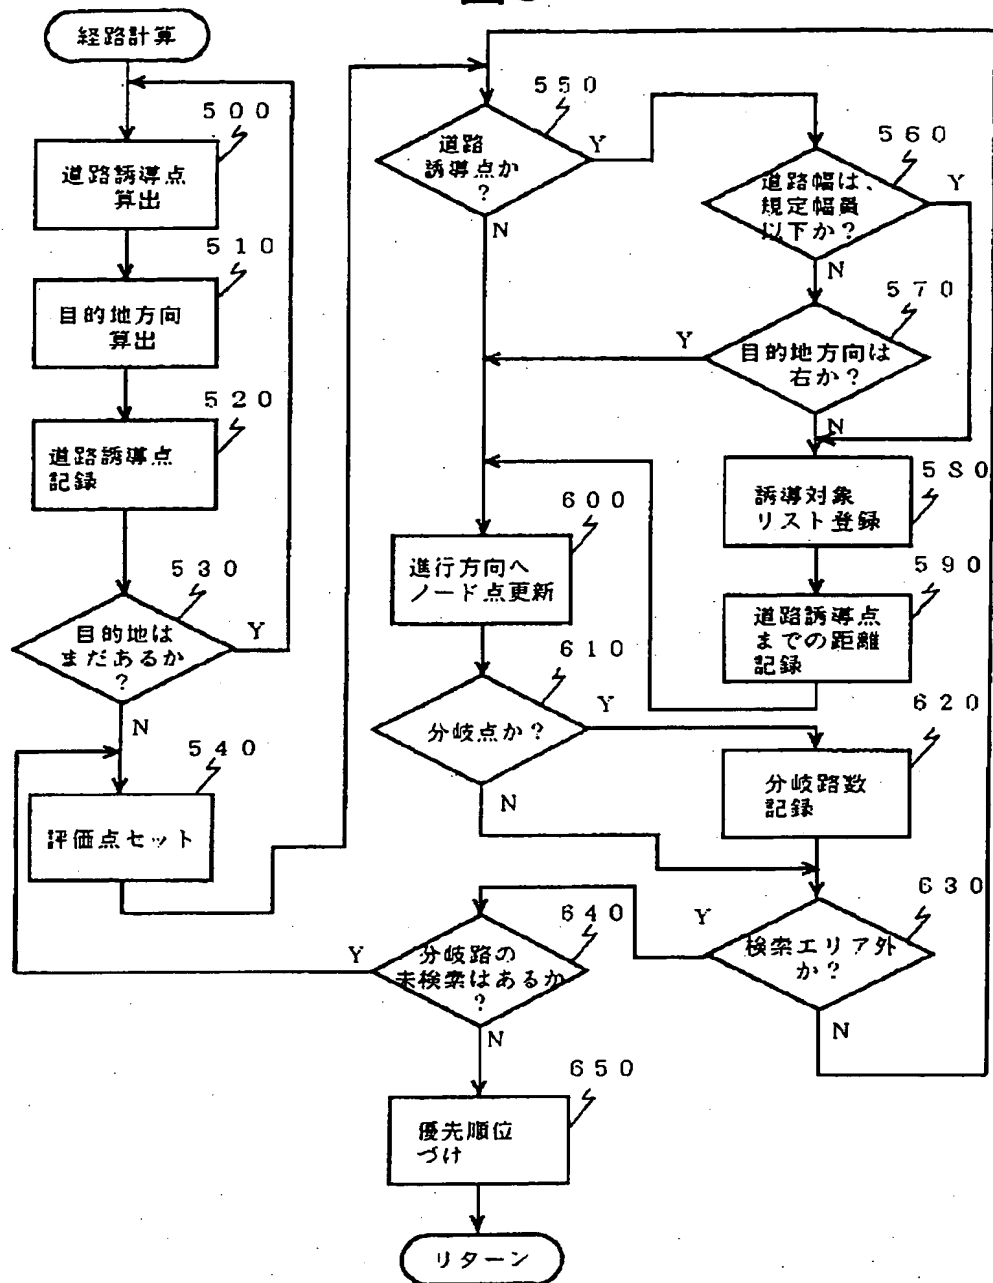 経路計算
500
道路誘導点
算出
510
目的地方向
算出
520
道路誘導点
記録
530
目的地は
まだあるか
?
Y
N
540
評価点セット
550
道路
誘導点か
?
Y
N
560
道路幅は、
規定幅員
以下か?
Y
N
570
目的地方向は
右か?
Y
N
580
誘導対象
リスト登録
590
道路誘導点
までの距離
記録
600
進行方向へ
ノード点更新
610
分岐点か?
Y
N
620
分岐路数
記録
630
検索エリア外
か?
Y
N
640
分岐路の
未検索はあるか
?
Y
N
650
優先順位
づけ
リターン